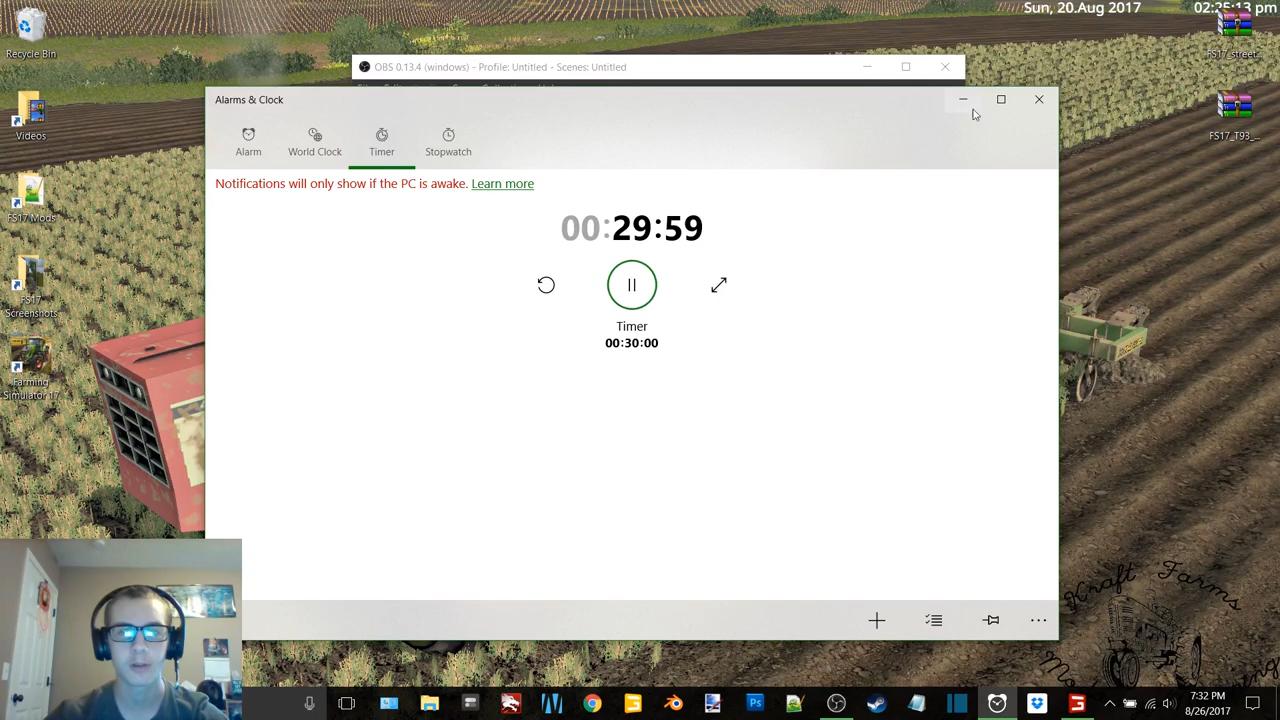 Sun, 20.Aug 2017
02:25:13 pm
Recycle Bin
Videos
FS17 Mods
FS17
Screenshots
Farming
Simulator 17
FS17_street...
FS17_T93_...
OBS 0.13.4 (windows) - Profile: Untitled - Scenes: Untitled
Alarms & Clock
Alarm
World Clock
Timer
Stopwatch
Notifications will only show if the PC is awake. Learn more
00:29:59
Timer
00:30:00
Kraft Farms
Ps
7:32 PM
8/26/2017